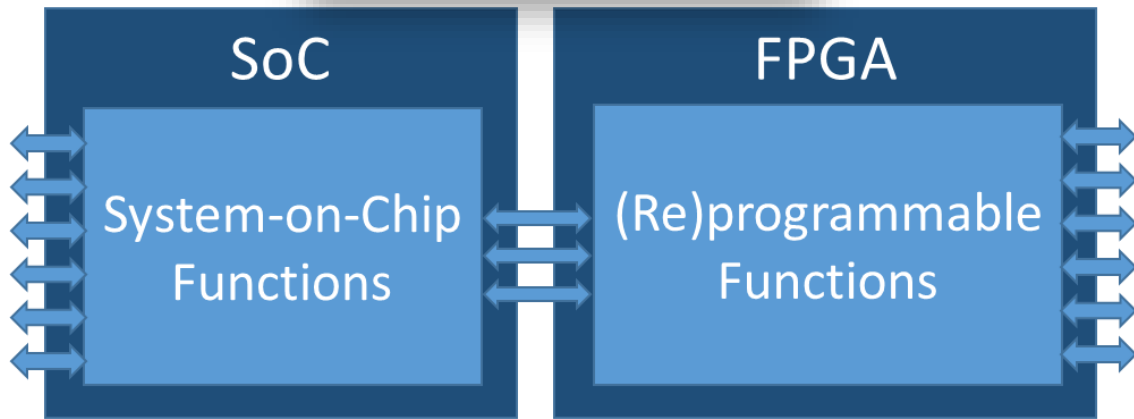 SoC
System-on-Chip
Functions
FPGA
(Re)programmable
Functions